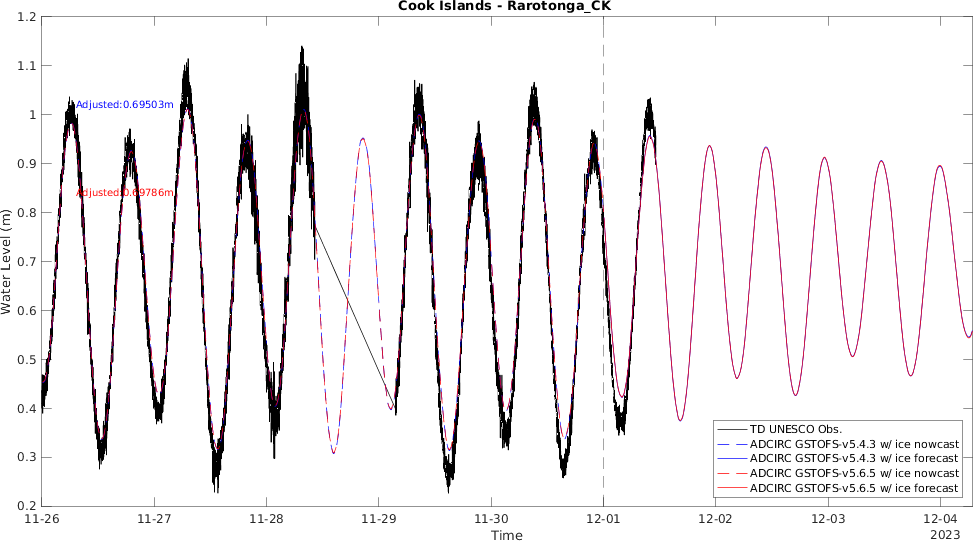 Cook Islands - Rarotonga_CK
1.2
1.1
1
0.9
0.8
0.7
0.6
0.5
0.4
0.3
0.2
Water Level (m)
Adjusted:0.69503m
Adjusted:0.69786m
TD UNESCO Obs.
ADCIRC GSTOFS-v5.4.3 w/ ice nowcast
ADCIRC GSTOFS-v5.4.3 w/ ice forecast
ADCIRC GSTOFS-v5.6.5 w/ ice nowcast
ADCIRC GSTOFS-v5.6.5 w/ ice forecast
11-26 11-27 11-28 11-29 11-30 12-01 12-02 12-03 12-04
Time
2023